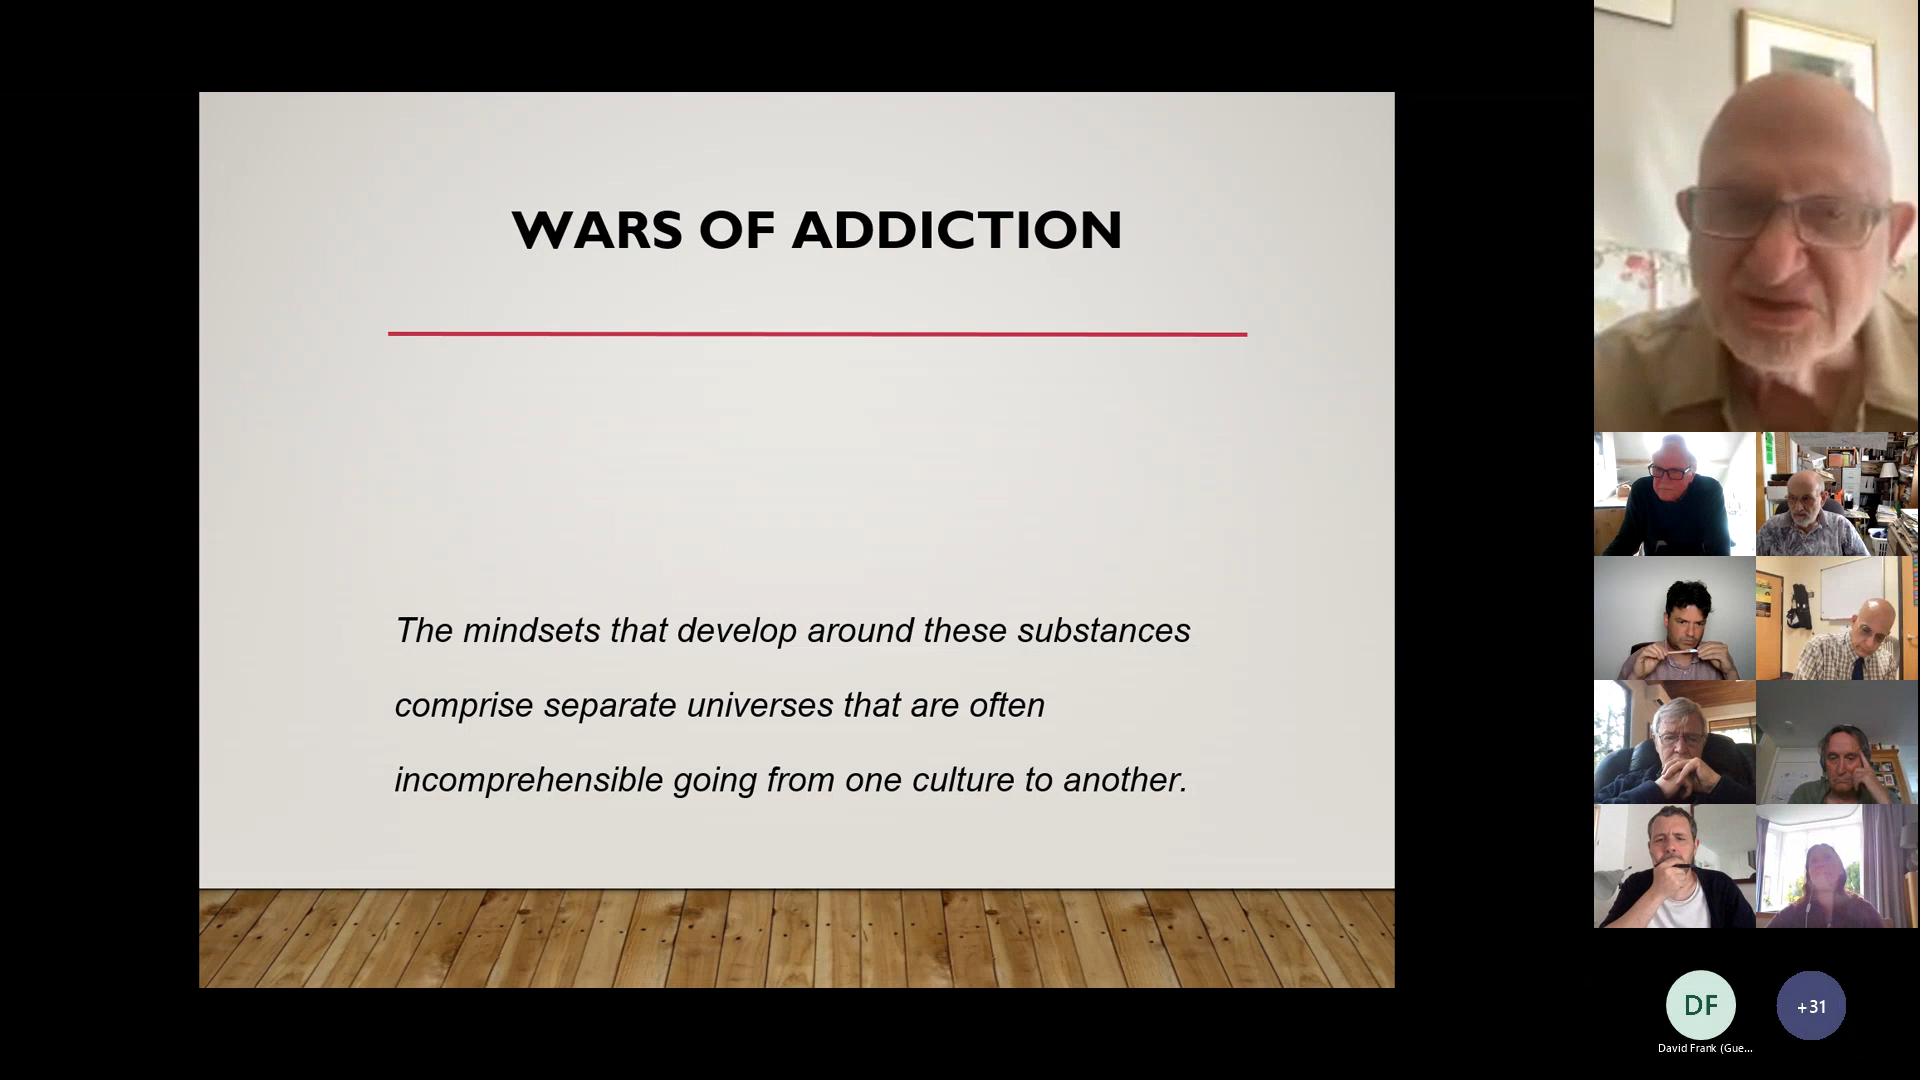 WARS OF ADDICTION
The mindsets that develop around these substances
comprise separate universes that are often
incomprehensible going from one culture to another.
DF
+31
David Frank (Gue...